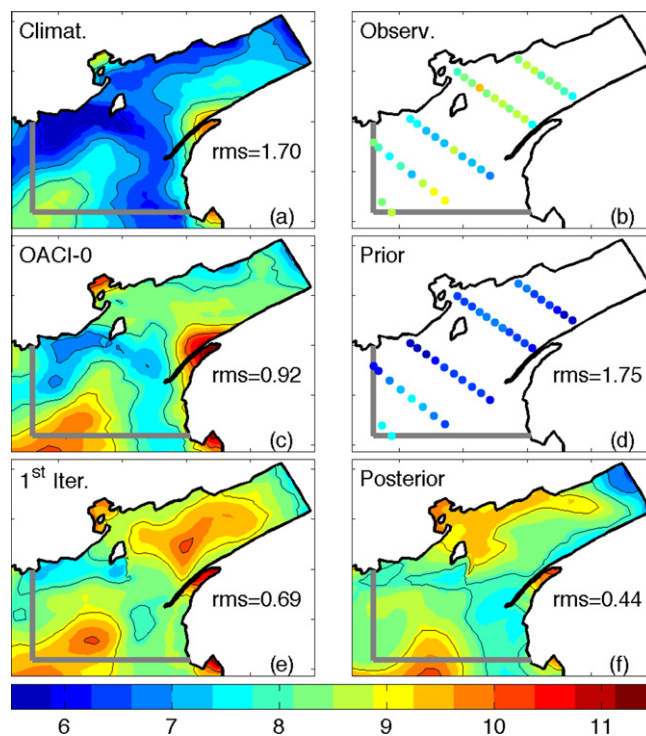 Climat.
rms=1.70
(a)
Observ.
(b)
OACI-0
rms=0.92
(c)
Prior
rms=1.75
(d)
1st Iter.
rms=0.69
(e)
Posterior
rms=0.44
(f)
6 7 8 9 10 11